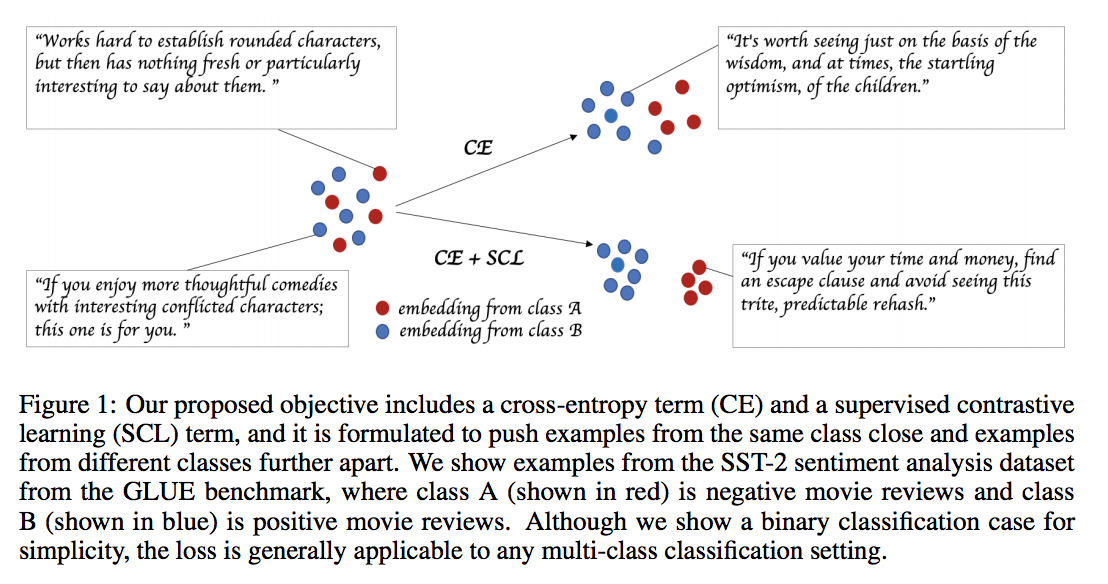 “Works hard to establish rounded characters,
but then has nothing fresh or particularly
interesting to say about them. ”
“It's worth seeing just on the basis of the
wisdom, and at times, the startling
optimism, of the children.”
CE
CE + SCL
“If you enjoy more thoughtful comedies
with interesting conflicted characters;
this one is for you. ”
embedding from class A
embedding from class B
“If you value your time and money, find
an escape clause and avoid seeing this
trite, predictable rehash.”
Figure 1: Our proposed objective includes a cross-entropy term (CE) and a supervised contrastive
learning (SCL) term, and it is formulated to push examples from the same class close and examples
from different classes further apart. We show examples from the SST-2 sentiment analysis dataset
from the GLUE benchmark, where class A (shown in red) is negative movie reviews and class
B (shown in blue) is positive movie reviews. Although we show a binary classification case for
simplicity, the loss is generally applicable to any multi-class classification setting.